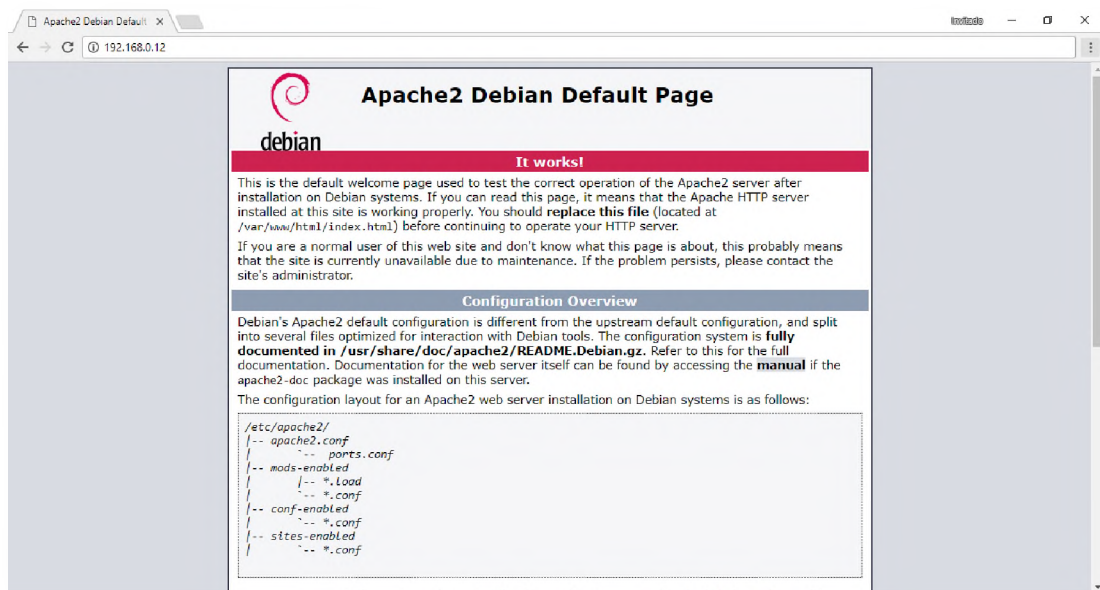 Apache2 Debian Default
Invitado
192.168.0.12
debian
Apache2 Debian Default Page
It works!
This is the default welcome page used to test the correct operation of the Apache2 server after
installation on Debian systems. If you can read this page, it means that the Apache HTTP server
installed at this site is working properly. You should replace this file (located at
/var/www/html/index.html) before continuing to operate your HTTP server.
If you are a normal user of this web site and don't know what this page is about, this probably means
that the site is currently unavailable due to maintenance. If the problem persists, please contact the
site's administrator.
Configuration Overview
Debian's Apache2 default configuration is different from the upstream default configuration, and split
into several files optimized for interaction with Debian tools. The configuration system is fully
documented in /usr/share/doc/apache2/README.Debian.gz. Refer to this for the full
documentation. Documentation for the web server itself can be found by accessing the manual if the
apache2-doc package was installed on this server.
The configuration layout for an Apache2 web server installation on Debian systems is as follows:
/etc/apache2/
|-- apache2.conf
|       `--  ports.conf
|-- mods-enabled
|       |-- *.load
|       `-- *.conf
|-- conf-enabled
|       `-- *.conf
|-- sites-enabled
|       `-- *.conf